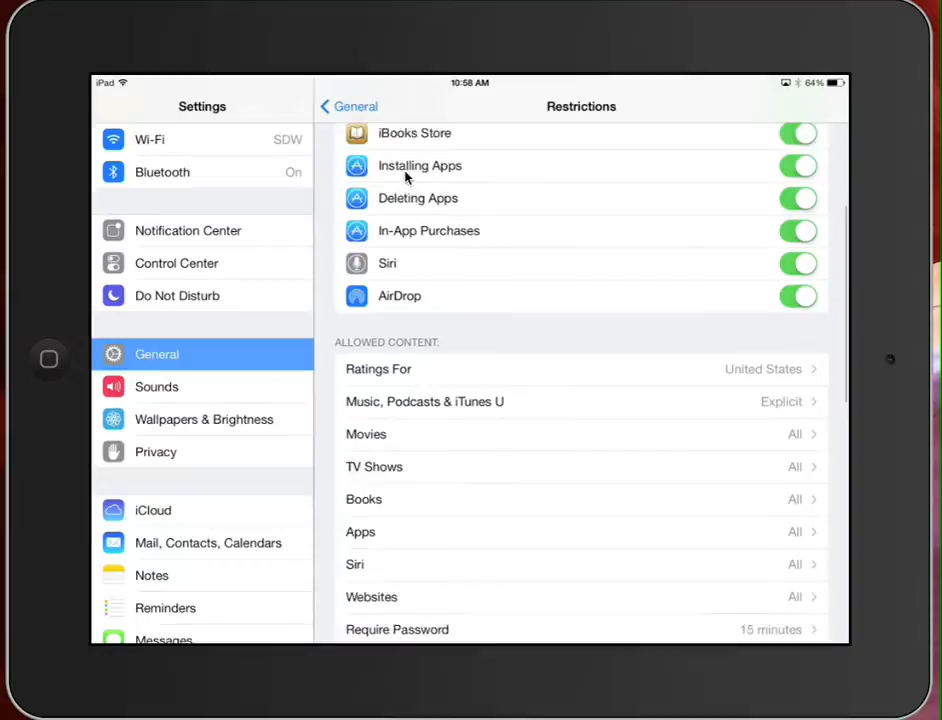 iPad 10:58 AM 64%
Settings
General Restrictions
Wi-Fi SDW
Bluetooth On
Notification Center
Control Center
Do Not Disturb
General
Sounds
Wallpapers & Brightness
Privacy
iCloud
Mail, Contacts, Calendars
Notes
Reminders
Messages
iBooks Store
Installing Apps
Deleting Apps
In-App Purchases
Siri
AirDrop
ALLOWED CONTENT:
Ratings For United States
Music, Podcasts & iTunes U Explicit
Movies All
TV Shows All
Books All
Apps All
Siri All
Websites All
Require Password 15 minutes